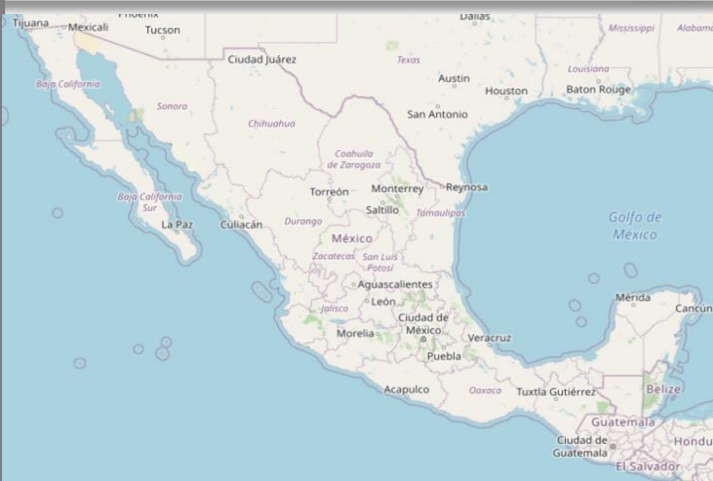 Phoenix
Dallas
Tijuana
Mexicali
Tucson
Mississippi
Alabama
Ciudad Juárez
Texas
Louisiana
Baja California
Austin
Houston
Baton Rouge
Sonora
San Antonio
Chihuahua
Coahuila
de Zaragoza
Torreón
Monterrey
Reynosa
Baja California
Sur
Saltillo
Tamaulipas
La Paz
Culiacán
Durango
Golfo de
México
México
Zacatecas
San Luis
Potosí
Aguascalientes
León
Mérida
Cancún
Jalisco
Ciudad de
México
Morelia
Veracruz
Puebla
Acapulco
Oaxaca
Tuxtla Gutiérrez
Belize
Guatemala
Ciudad de
Guatemala
Hondu
El Salvador